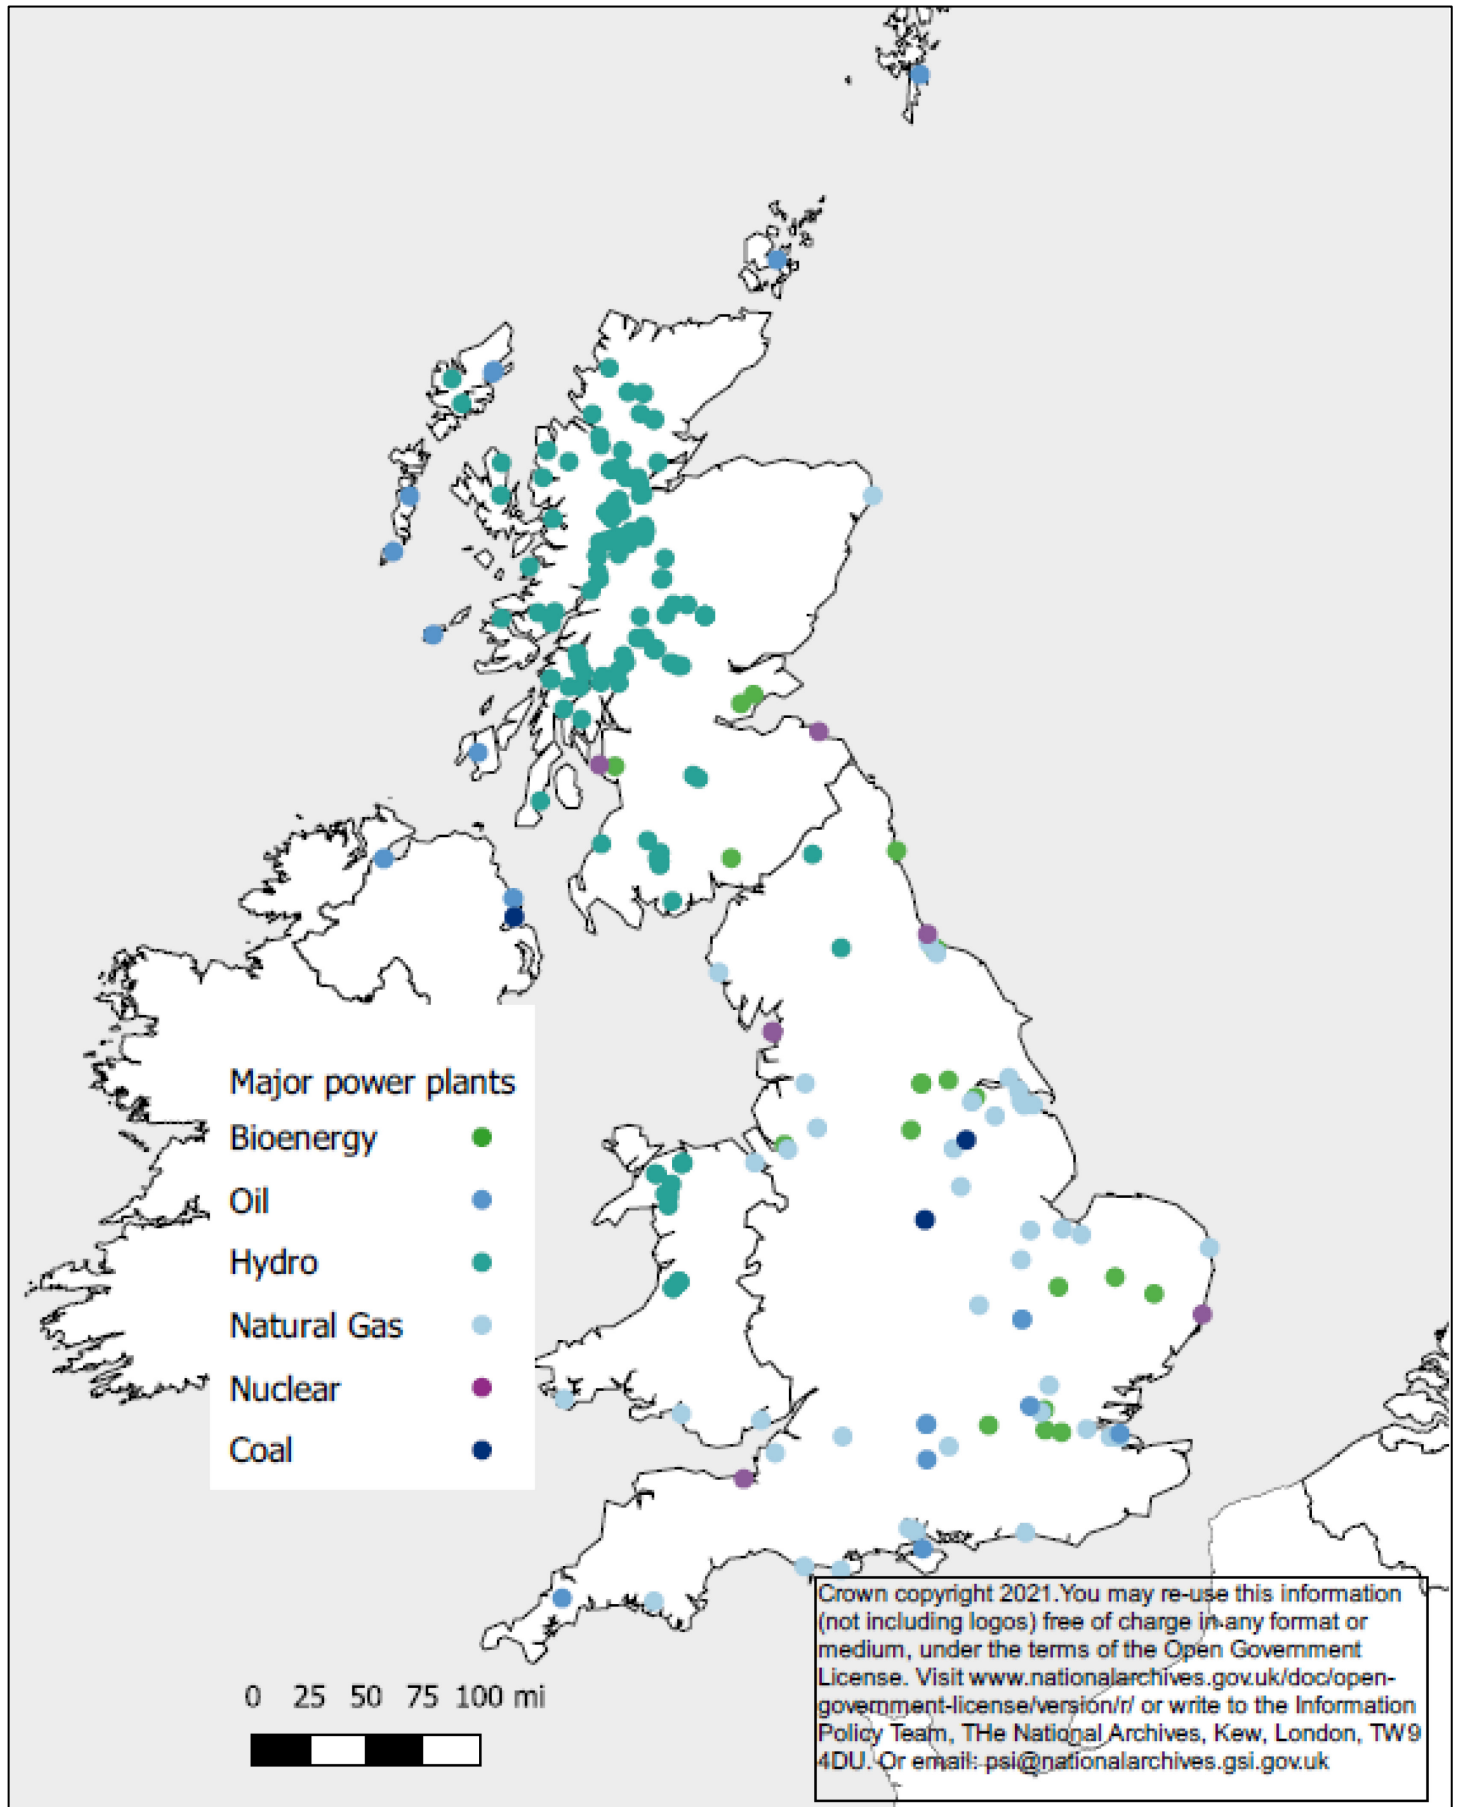 Major power plants
Bioenergy
Oil
Hydro
Natural Gas
Nuclear
Coal
0 25 50 75 100 mi
Crown copyright 2021.You may re-use this information
(not including logos) free of charge in any format or
medium, under the terms of the Open Government
License. Visit www.nationalarchives.gov.uk/doc/open-
government-license/version/r/ or write to the Information
Policy Team, THe National Archives, Kew, London, TW9
4DU. Or email: psi@nationalarchives.gsi.gov.uk